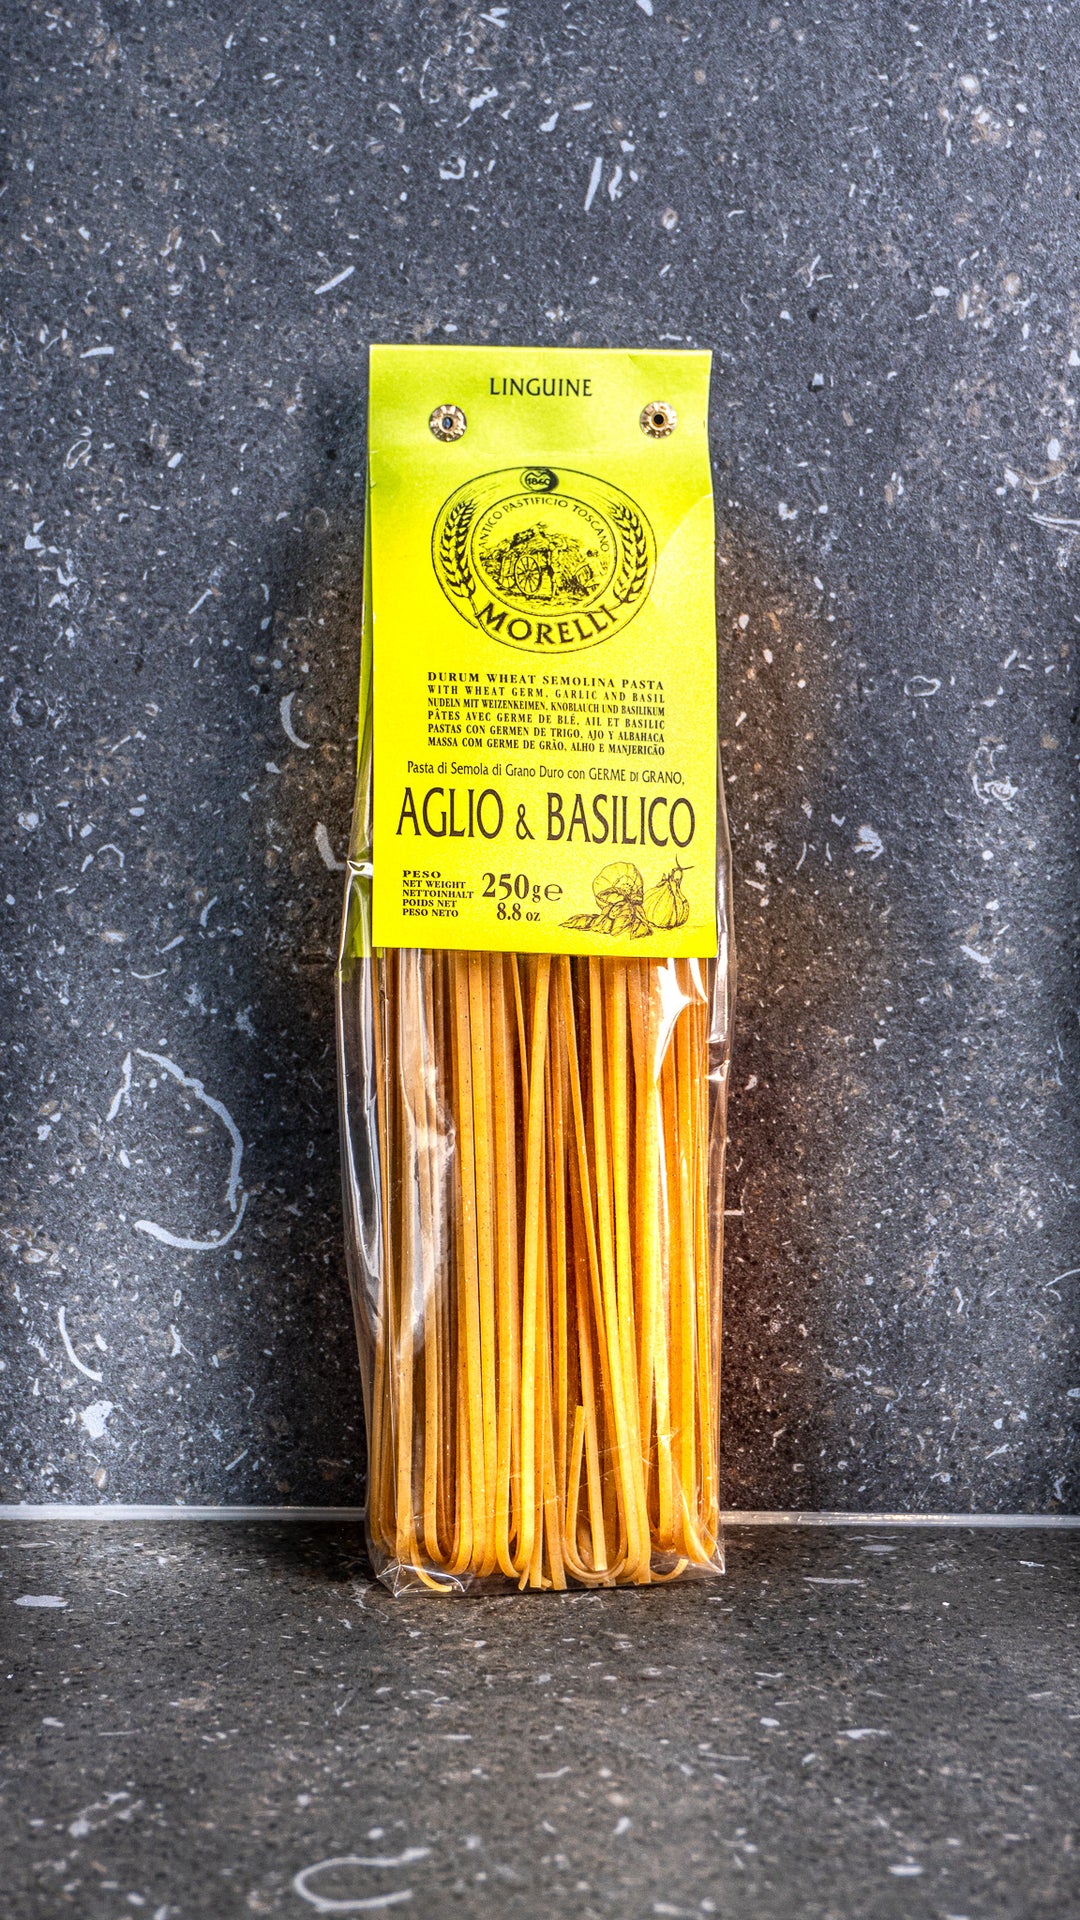 LINGUINE
1860
ANTICO PASTIFICIO TOSCANO
MORELLI
DURUM WHEAT SEMOLINA PASTA
WITH WHEAT GERM, GARLIC AND BASIL
NUDELN MIT WEIZENKEIMEN, KNOBLAUCH UND BASILIKUM
PÂTES AVEC GERME DE BLÉ, AIL ET BASILIC
PASTAS CON GERMEN DE TRIGO, AJO Y ALBAHACA
MASSA COM GERME DE GRÃO, ALHO E MANJERICÃO
Pasta di Semola di Grano Duro con GERME DI GRANO,
AGLIO & BASILICO
PESO
NET WEIGHT
NETTOINHALT
POIDS NET
PESO NETO
250g e
8.8 oz